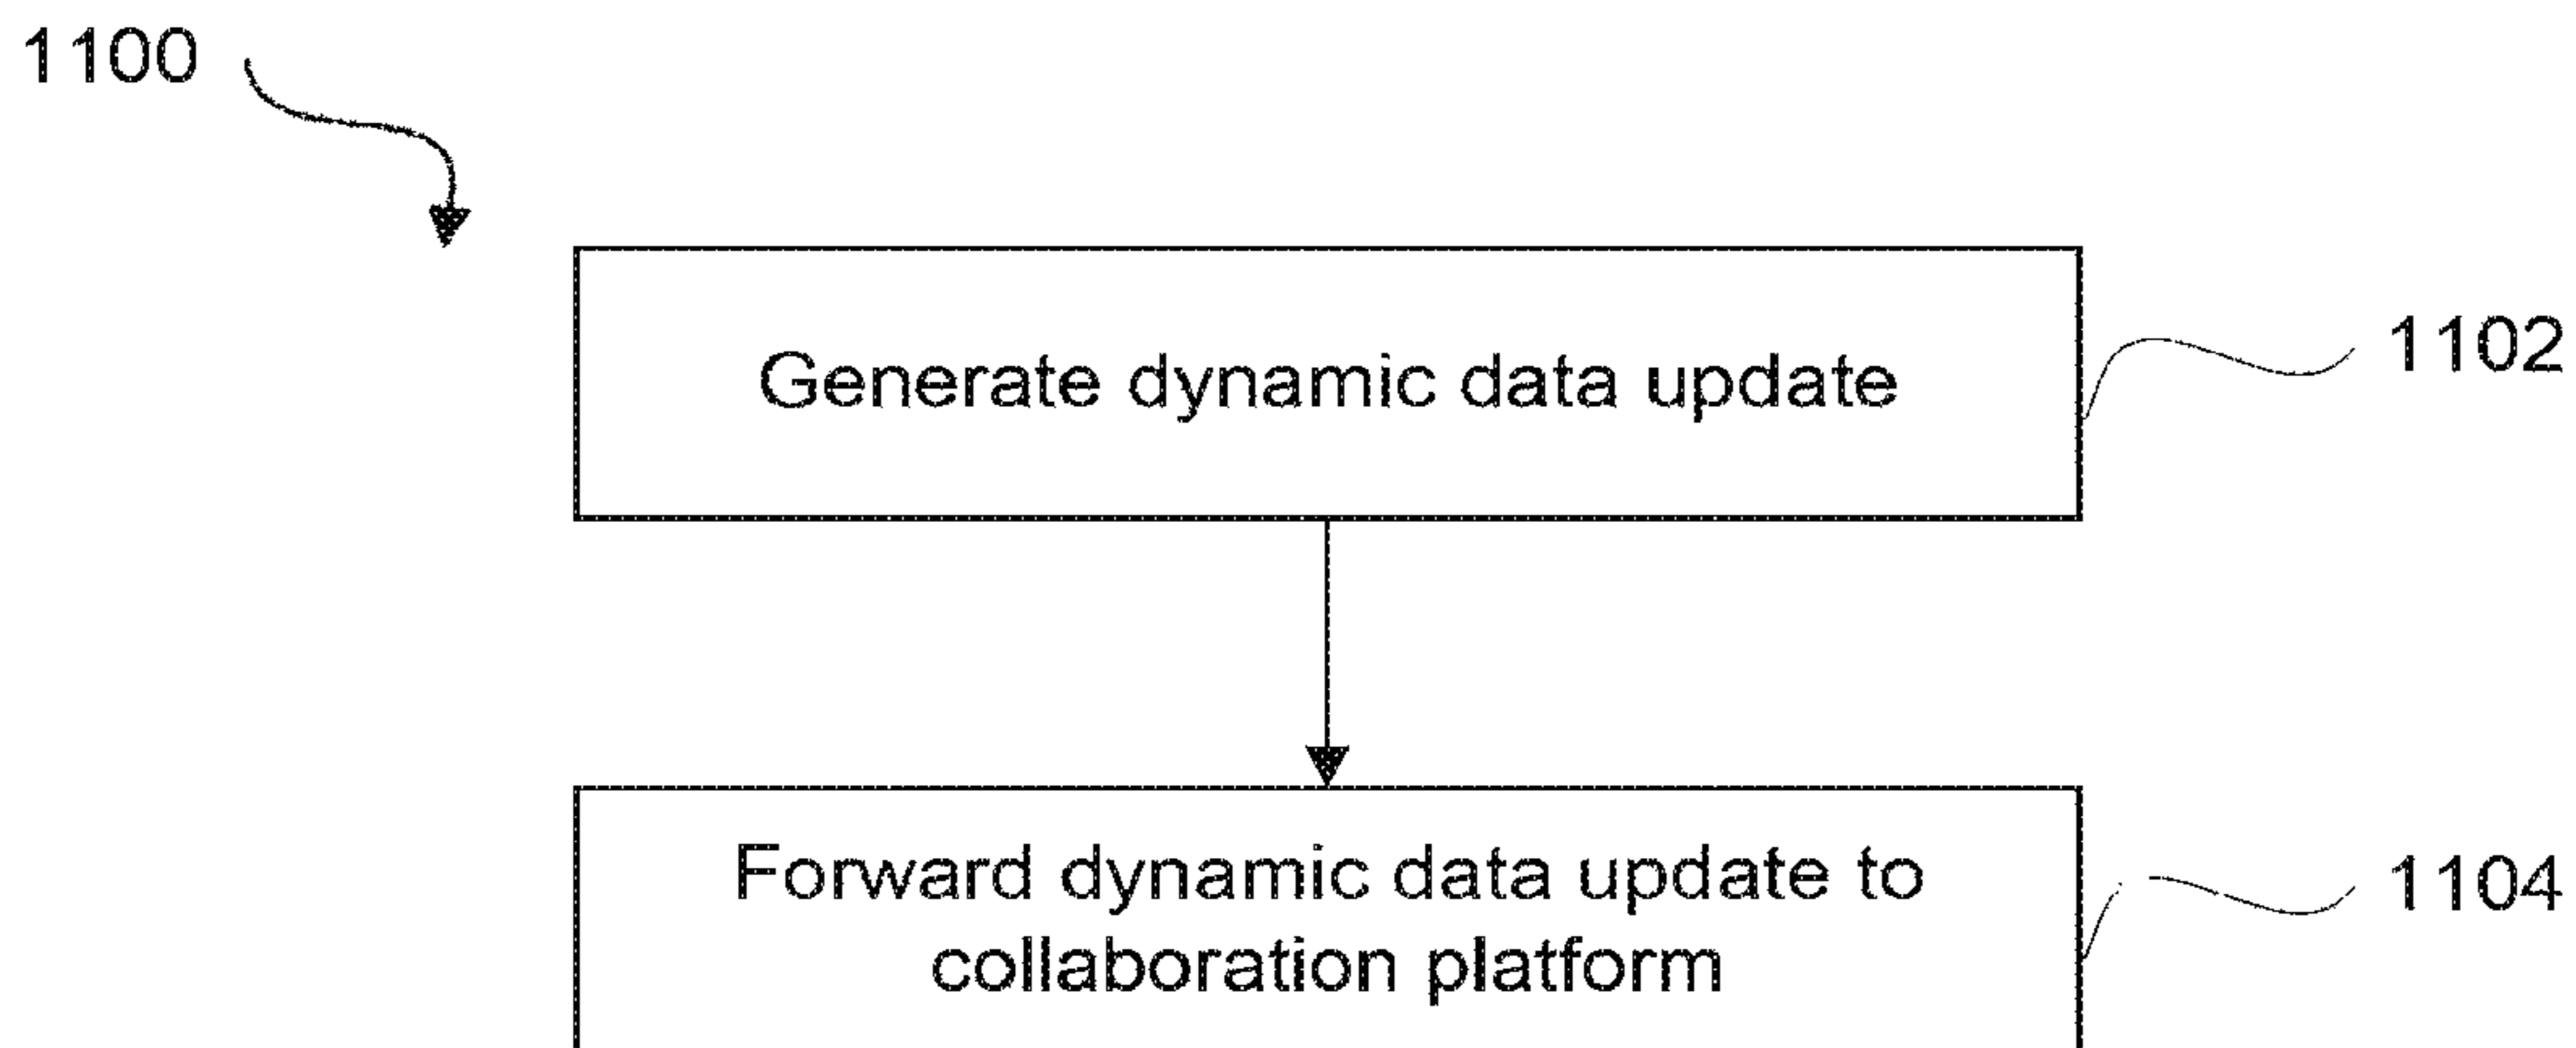 1100
Generate dynamic data update
1102
Forward dynamic data update to
collaboration platform
1104